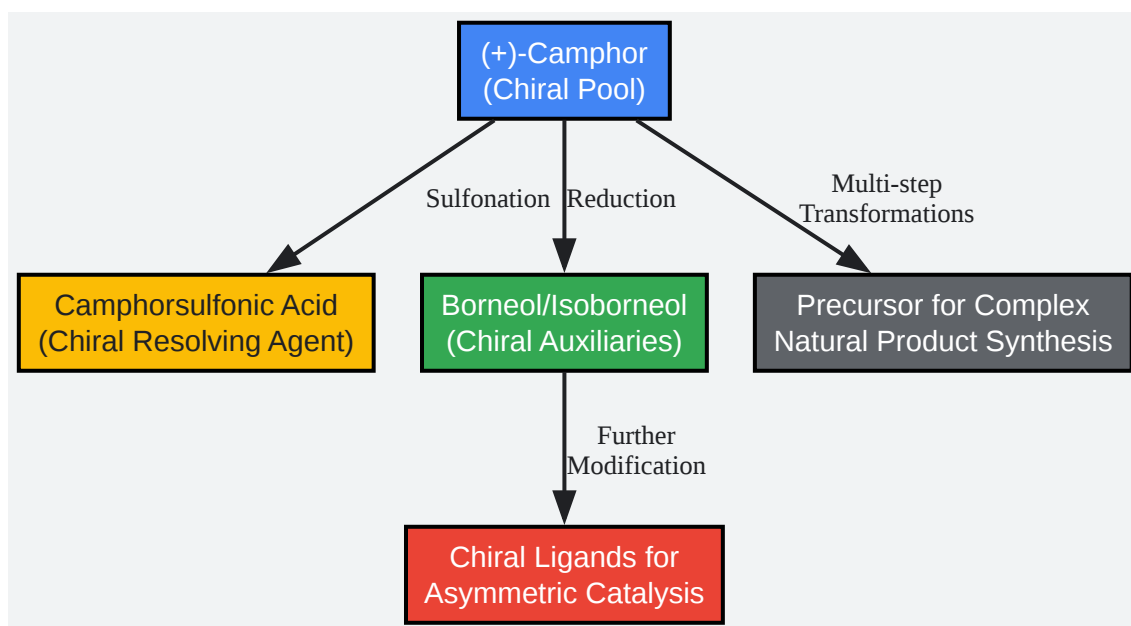 (+)-Camphor
(Chiral Pool)
Sulfonation
Reduction
Multi-step
Transformations
Camphorsulfonic Acid
(Chiral Resolving Agent)
Borneol/Isoborneol
(Chiral Auxiliaries)
Precursor for Complex
Natural Product Synthesis
Further
Modification
Chiral Ligands for
Asymmetric Catalysis